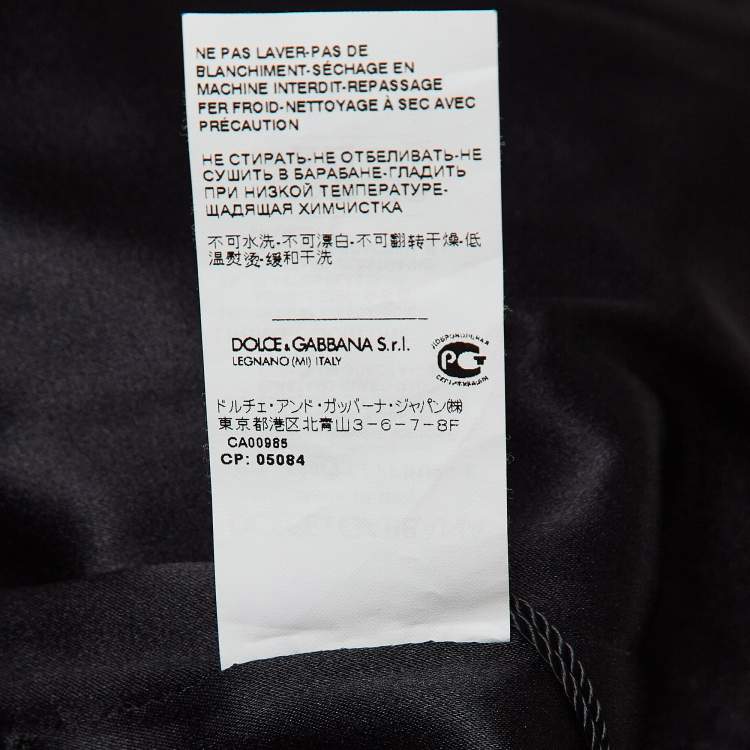 NE PAS LAVER-PAS DE
BLANCHIMENT-SÉCHAGE EN
MACHINE INTERDIT-REPASSAGE
FER FROID-NETTOYAGE À SEC AVEC
PRÉCAUTION
НЕ СТИРАТЬ-НЕ ОТБЕЛИВАТЬ-НЕ
СУШИТЬ В БАРАБАНЕ-ГЛАДИТЬ
ПРИ НИЗКОЙ ТЕМПЕРАТУРЕ-
ЩАДЯЩАЯ ХИМЧИСТКА
不可水洗-不可漂白-不可翻转干燥-低
温熨烫-缓和干洗
DOLCE&GABBANA S.r.l.
LEGNANO (MI) ITALY
ДОБРОВОЛЬНАЯ
РСТ
СЕРТИФИКАЦИЯ
ドルチェ・アンド・ガッバーナ・ジャパン㈱
東京都港区北青山3-6-7-8F
CA00985
CP: 05084